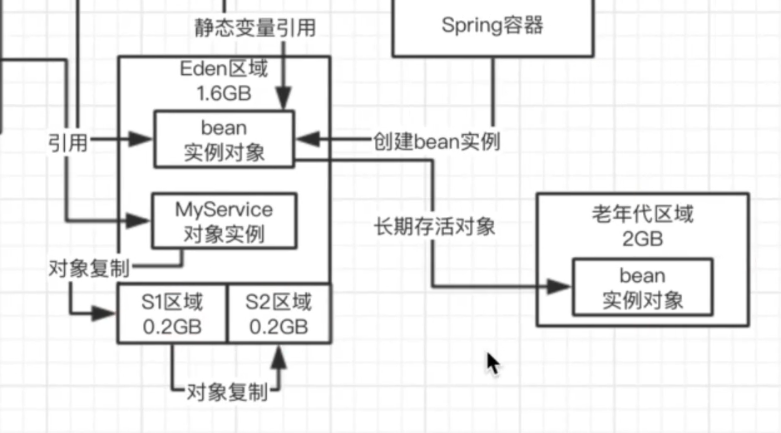 静态变量引用
Spring容器
Eden区域
1.6GB
bean
实例对象
引用
创建bean实例
MyService
对象实例
长期存活对象
老年代区域
2GB
bean
实例对象
对象复制
S1区域
0.2GB
S2区域
0.2GB
对象复制